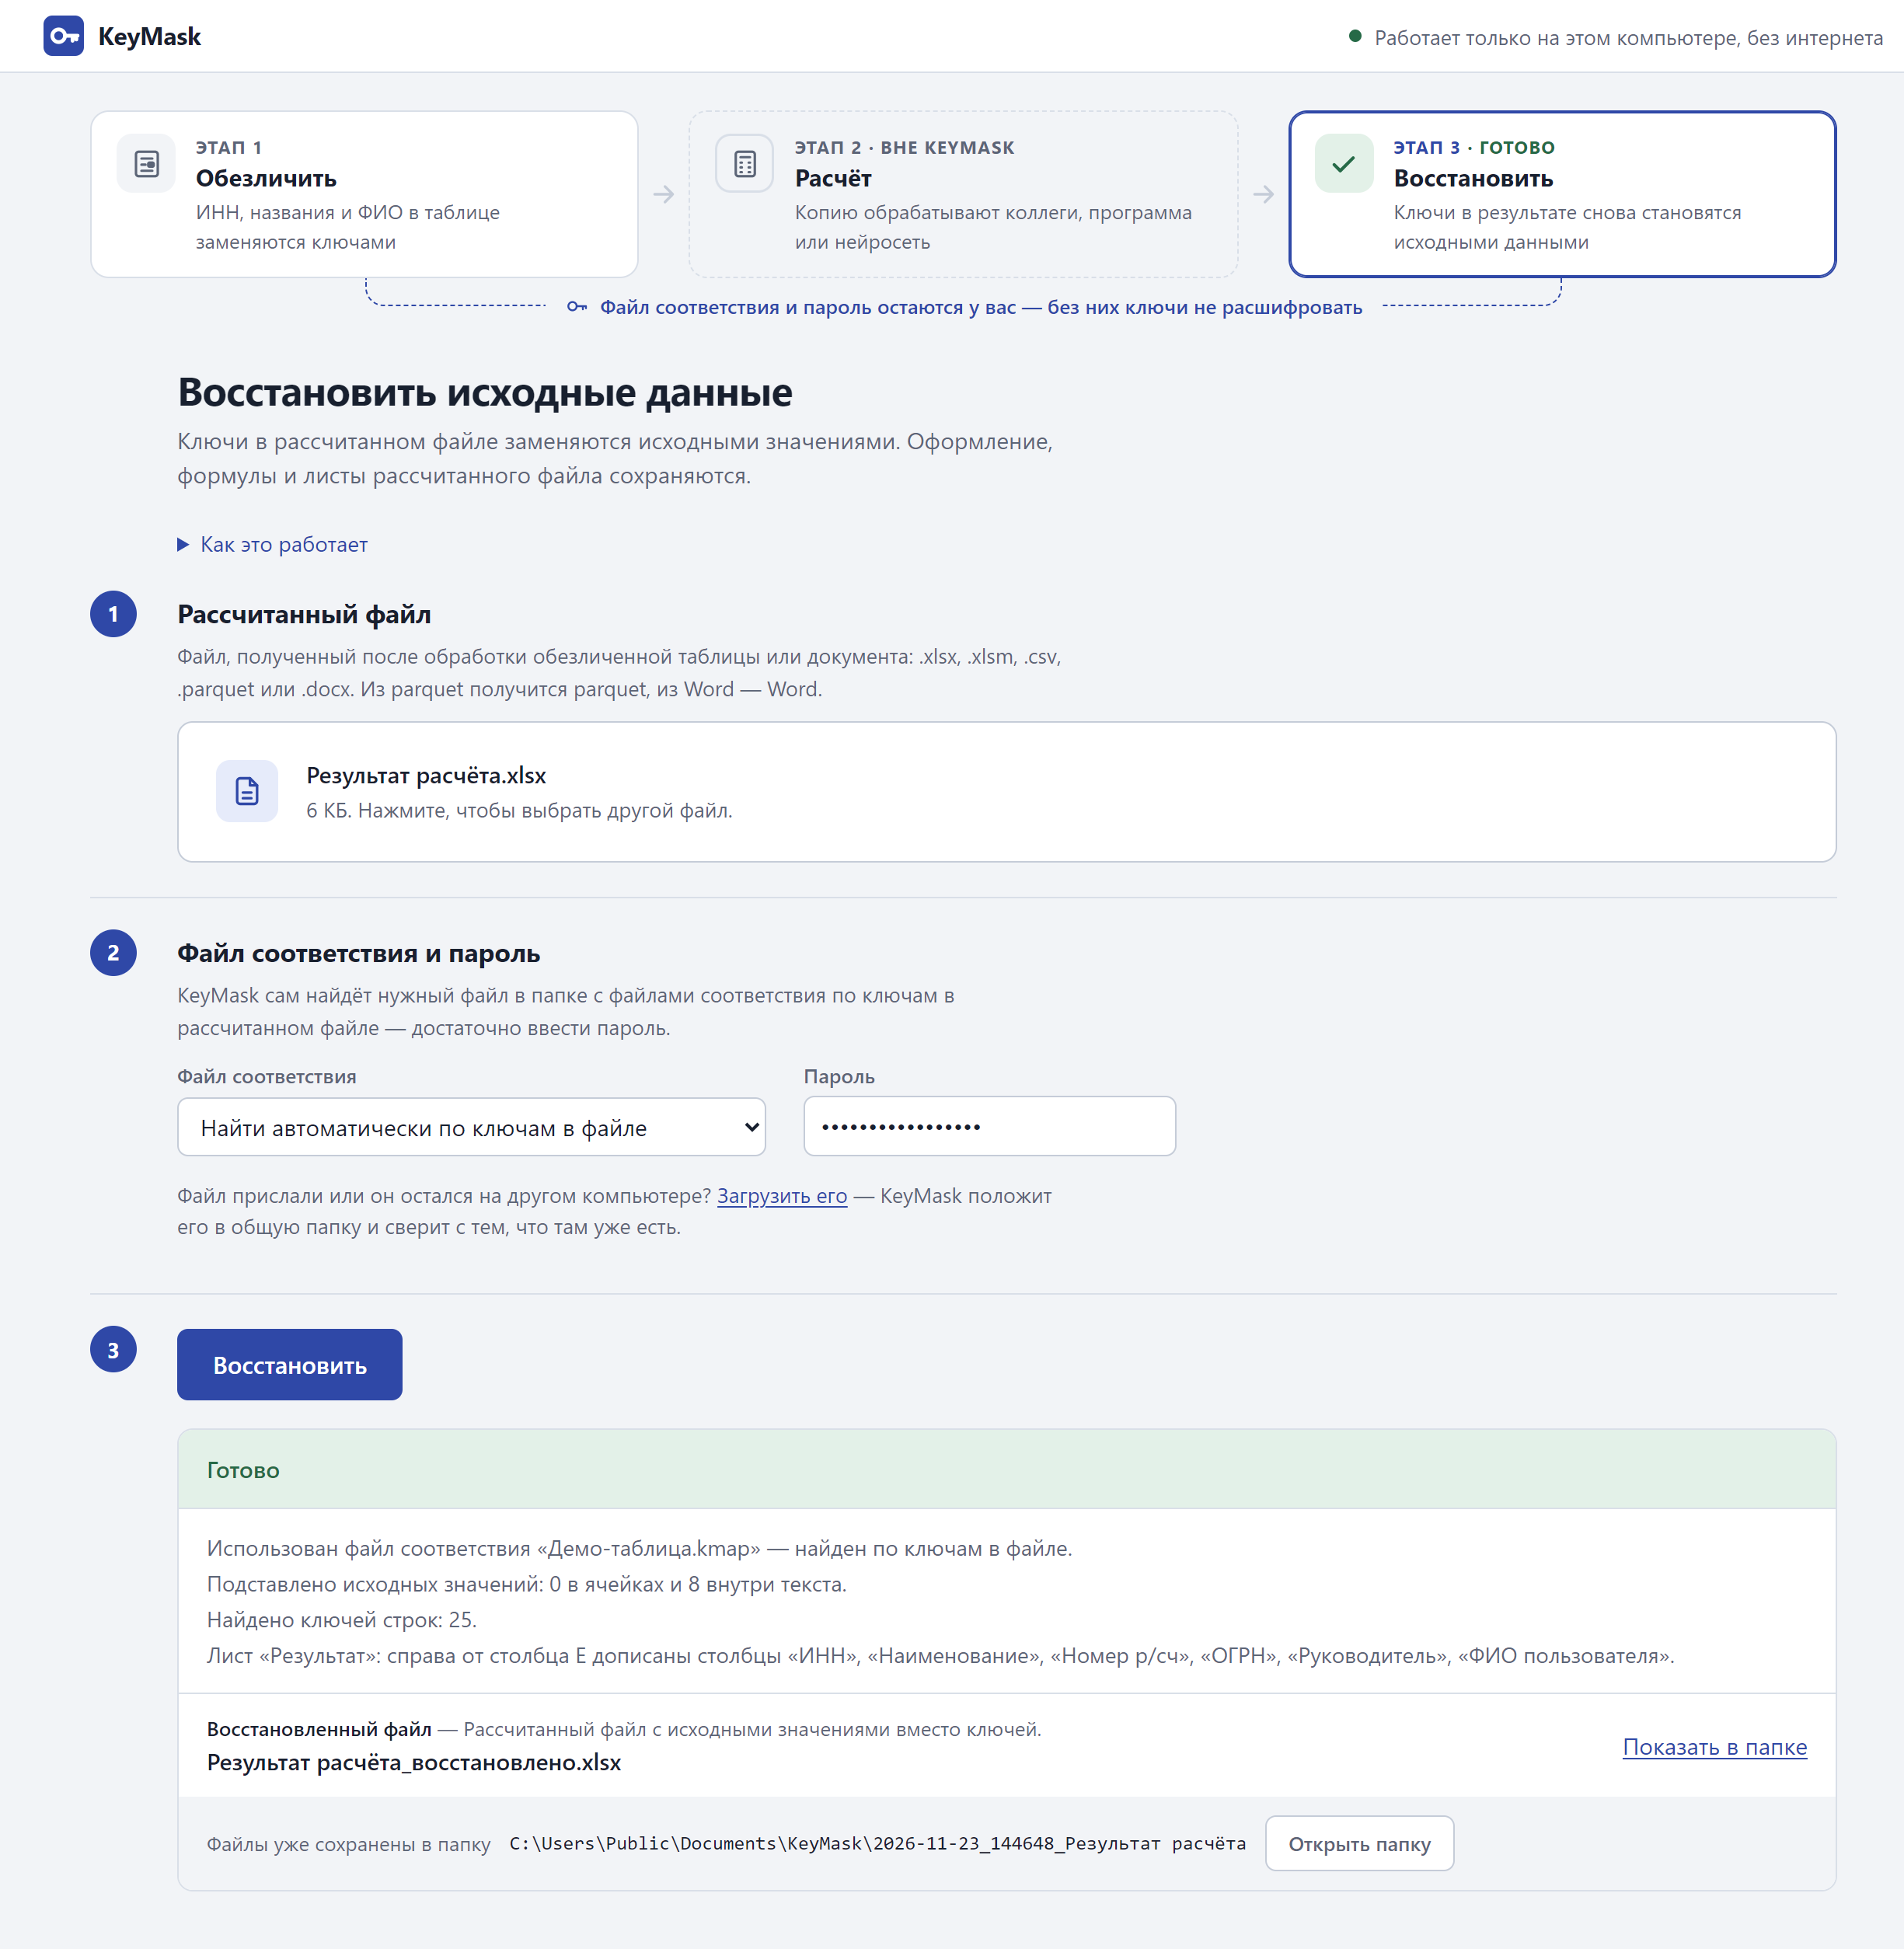 KeyMask
Работает только на этом компьютере, без интернета
ЭТАП 1
Обезличить
ИНН, названия и ФИО в таблице
заменяются ключами
ЭТАП 2 · ВНЕ KEYMASK
Расчёт
Копию обрабатывают коллеги, программа
или нейросеть
ЭТАП 3 · ГОТОВО
Восстановить
Ключи в результате снова становятся
исходными данными
Файл соответствия и пароль остаются у вас — без них ключи не расшифровать
Восстановить исходные данные
Ключи в рассчитанном файле заменяются исходными значениями. Оформление,
формулы и листы рассчитанного файла сохраняются.
Как это работает
1
Рассчитанный файл
Файл, полученный после обработки обезличенной таблицы или документа: .xlsx, .xlsm, .csv,
.parquet или .docx. Из parquet получится parquet, из Word — Word.
Результат расчёта.xlsx
6 КБ. Нажмите, чтобы выбрать другой файл.
2
Файл соответствия и пароль
KeyMask сам найдёт нужный файл в папке с файлами соответствия по ключам в
рассчитанном файле — достаточно ввести пароль.
Файл соответствия
Пароль
Найти автоматически по ключам в файле
•••••••••••••••••
Файл прислали или он остался на другом компьютере? Загрузить его — KeyMask положит
его в общую папку и сверит с тем, что там уже есть.
3
Восстановить
Готово
Использован файл соответствия «Демо-таблица.kmap» — найден по ключам в файле.
Подставлено исходных значений: 0 в ячейках и 8 внутри текста.
Найдено ключей строк: 25.
Лист «Результат»: справа от столбца E дописаны столбцы «ИНН», «Наименование», «Номер р/сч», «ОГРН», «Руководитель», «ФИО пользователя».
Восстановленный файл — Рассчитанный файл с исходными значениями вместо ключей.
Результат расчёта_восстановлено.xlsx
Показать в папке
Файлы уже сохранены в папку C:\Users\Public\Documents\KeyMask\2026-11-23_144648_Результат расчёта
Открыть папку